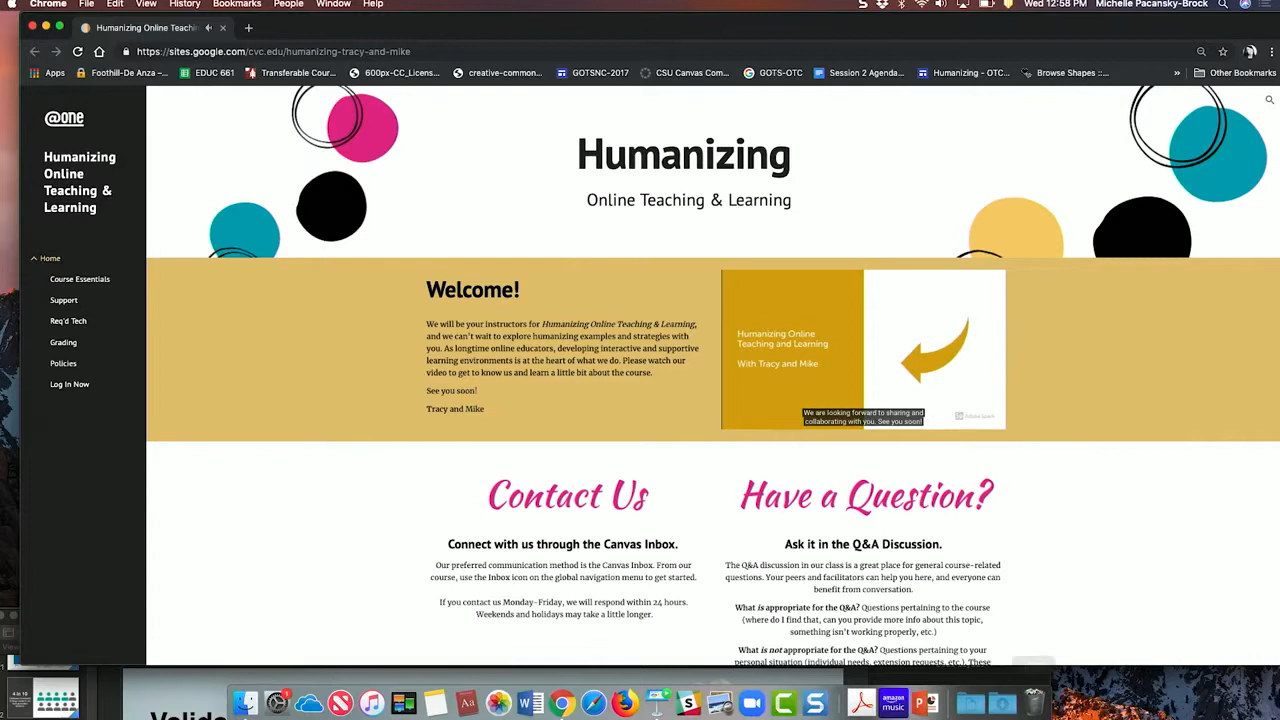 Chrome File Edit View History Bookmarks People Window Help
Wed 12:58 PM Michelle Pacansky-Brock
Humanizing Online Teachin
https://sites.google.com/cvc.edu/humanizing-tracy-and-mike
Apps Foothill-De Anza -... EDUC 661 Transferable Cour... 600px-CC_Licens... creative-common... GOTSNC-2017 CSU Canvas Com... GOTS-OTC Session 2 Agenda... Humanizing - OTC... Browse Shapes ::... » Other Bookmarks
@one
Humanizing
Online
Teaching &
Learning
Home
Course Essentials
Support
Req'd Tech
Grading
Policies
Log In Now
Humanizing
Online Teaching & Learning
Welcome!
We will be your instructors for Humanizing Online Teaching & Learning,
and we can't wait to explore humanizing examples and strategies with
you. As longtime online educators, developing interactive and supportive
learning environments is at the heart of what we do. Please watch our
video to get to know us and learn a little bit about the course.
See you soon!
Tracy and Mike
Humanizing Online
Teaching and Learning
With Tracy and Mike
We are looking forward to sharing and
collaborating with you. See you soon!
Adobe Spark
Contact Us
Connect with us through the Canvas Inbox.
Our preferred communication method is the Canvas Inbox. From our
course, use the Inbox icon on the global navigation menu to get started.
If you contact us Monday-Friday, we will respond within 24 hours.
Weekends and holidays may take a little longer.
Have a Question?
Ask it in the Q&A Discussion.
The Q&A discussion in our class is a great place for general course-related
questions. Your peers and facilitators can help you here, and everyone can
benefit from conversation.
What is appropriate for the Q&A? Questions pertaining to the course
(where do I find that, can you provide more info about this topic,
something isn't working properly, etc.)
What is not appropriate for the Q&A? Questions pertaining to your
personal situation (individual needs, extension requests, etc.). These
4 to 10
amazon
music